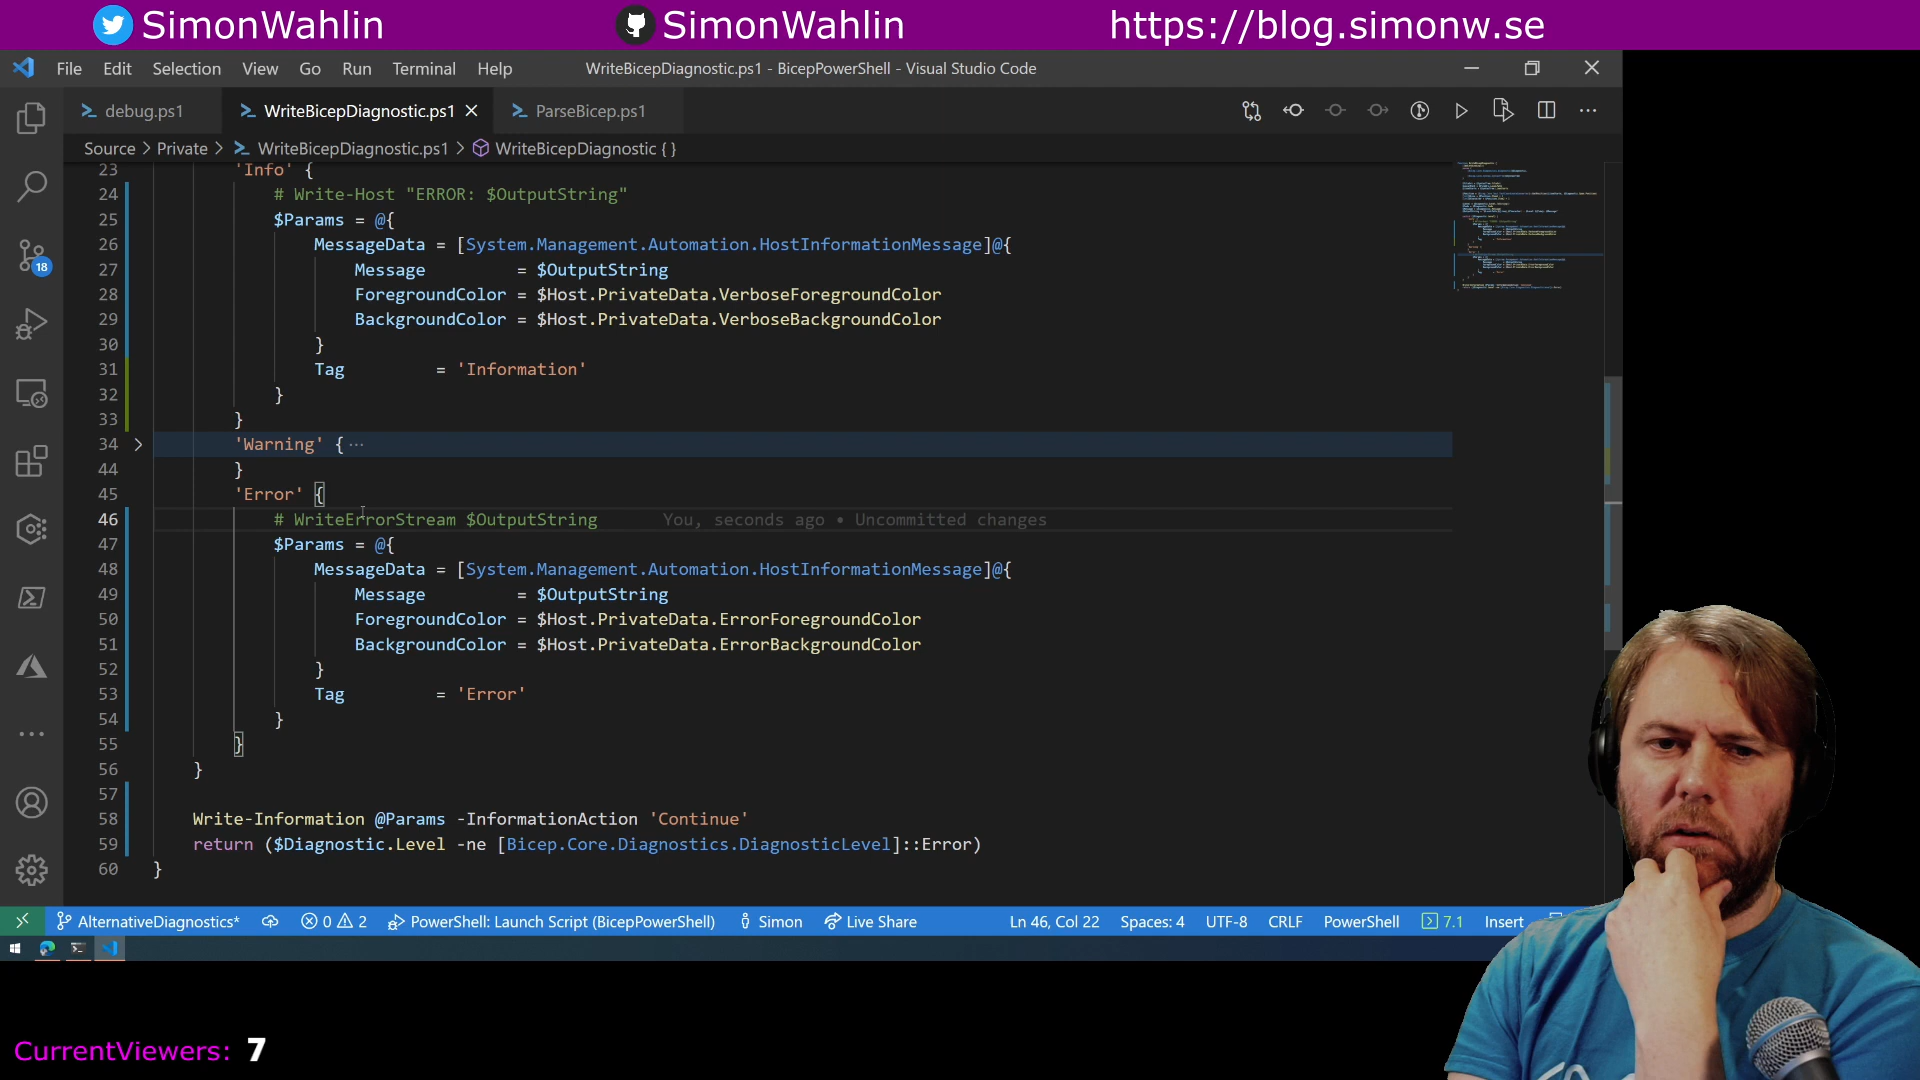 SimonWahlin
SimonWahlin
https://blog.simonw.se
File Edit Selection View Go Run Terminal Help
WriteBicepDiagnostic.ps1 - BicepPowerShell - Visual Studio Code
debug.ps1
WriteBicepDiagnostic.ps1
ParseBicep.ps1
Source > Private > WriteBicepDiagnostic.ps1 > WriteBicepDiagnostic { }
23 'Info' {
24 # Write-Host "ERROR: $OutputString"
25 $Params = @{
26 MessageData = [System.Management.Automation.HostInformationMessage]@{
27 Message = $OutputString
28 ForegroundColor = $Host.PrivateData.VerboseForegroundColor
29 BackgroundColor = $Host.PrivateData.VerboseBackgroundColor
30 }
31 Tag = 'Information'
32 }
33 }
34 'Warning' { ...
44 }
45 'Error' {
46 # WriteErrorStream $OutputString You, seconds ago • Uncommitted changes
47 $Params = @{
48 MessageData = [System.Management.Automation.HostInformationMessage]@{
49 Message = $OutputString
50 ForegroundColor = $Host.PrivateData.ErrorForegroundColor
51 BackgroundColor = $Host.PrivateData.ErrorBackgroundColor
52 }
53 Tag = 'Error'
54 }
55 }
56 }
57
58 Write-Information @Params -InformationAction 'Continue'
59 return ($Diagnostic.Level -ne [Bicep.Core.Diagnostics.DiagnosticLevel]::Error)
60 }
18
AlternativeDiagnostics* 0 2 PowerShell: Launch Script (BicepPowerShell) Simon Live Share Ln 46, Col 22 Spaces: 4 UTF-8 CRLF PowerShell 7.1 Insert
CurrentViewers: 7